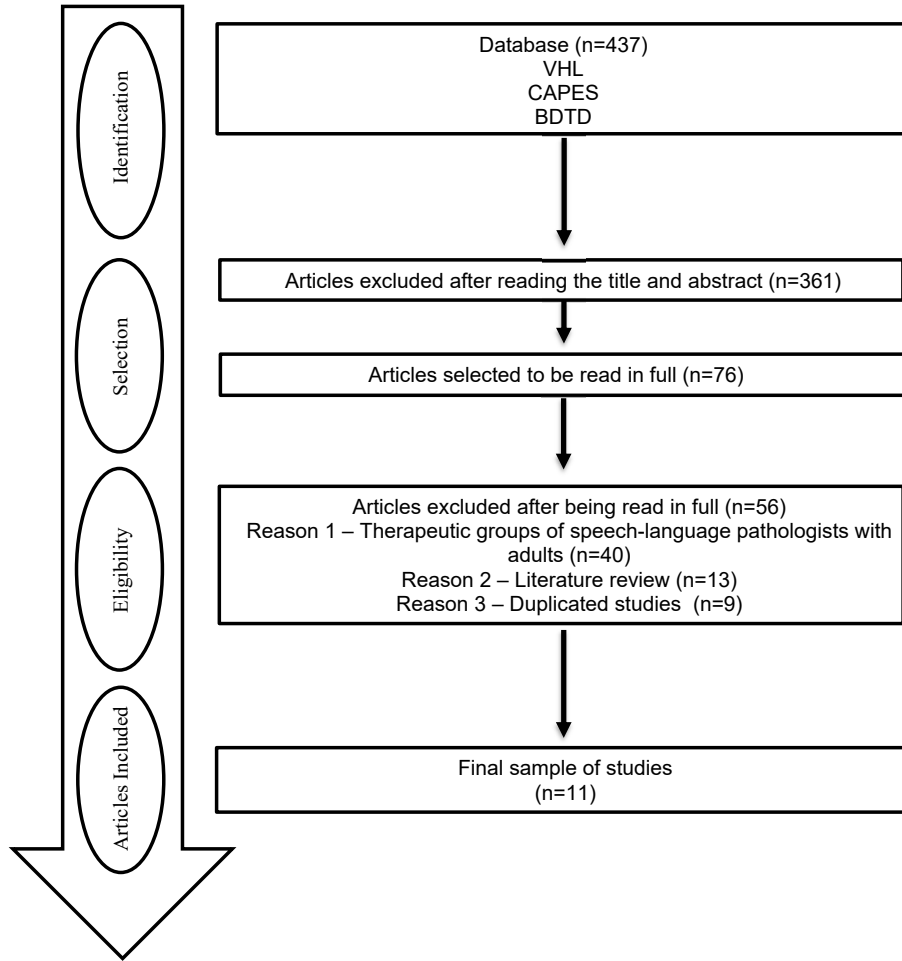 Identification
Database (n=437)
VHL
CAPES
BDTD
Selection
Articles excluded after reading the title and abstract (n=361)
Articles selected to be read in full (n=76)
Eligibility
Articles excluded after being read in full (n=56)
Reason 1 – Therapeutic groups of speech-language pathologists with
adults (n=40)
Reason 2 – Literature review (n=13)
Reason 3 – Duplicated studies (n=9)
Articles Included
Final sample of studies
(n=11)